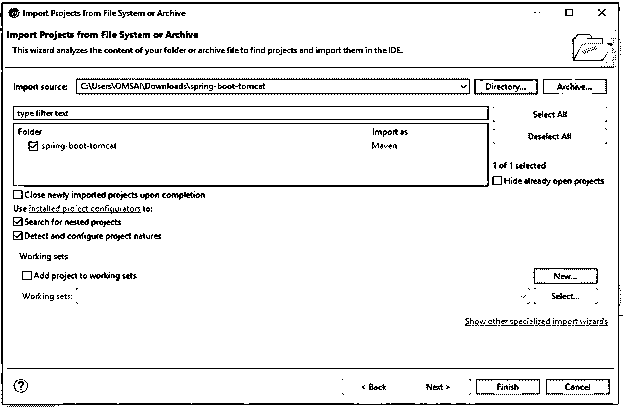 Import Projects from File System or Archive
Import Projects from File System or Archive
This wizard analyzes the content of your folder or archive file to find projects and import them in the IDE.
Import source: C:\Users\OMSAI\Downloads\spring-boot-tomcat Directory... Archive...
type filter text Select All
Folder Import as
Deselect All
spring-boot-tomcat Maven
1 of 1 selected
Hide already open projects
Close newly imported projects upon completion
Use installed project configurators to:
Search for nested projects
Detect and configure project natures
Working sets
Add project to working sets New...
Working sets: Select...
Show other specialized import wizards
? < Back Next > Finish Cancel